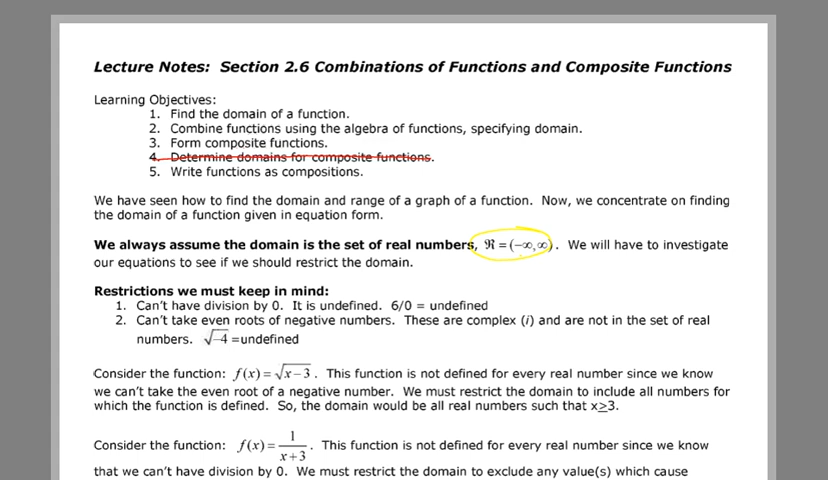 Lecture Notes: Section 2.6 Combinations of Functions and Composite Functions
Learning Objectives:
1. Find the domain of a function.
2. Combine functions using the algebra of functions, specifying domain.
3. Form composite functions.
4. Determine domains for composite functions.
5. Write functions as compositions.
We have seen how to find the domain and range of a graph of a function. Now, we concentrate on finding
the domain of a function given in equation form.
We always assume the domain is the set of real numbers, ℜ = (−∞,∞). We will have to investigate
our equations to see if we should restrict the domain.
Restrictions we must keep in mind:
1. Can't have division by 0. It is undefined. 6/0 = undefined
2. Can't take even roots of negative numbers. These are complex (i) and are not in the set of real
numbers. √-4 =undefined
Consider the function: f(x) = √x−3. This function is not defined for every real number since we know
we can't take the even root of a negative number. We must restrict the domain to include all numbers for
which the function is defined. So, the domain would be all real numbers such that x≥3.
Consider the function: f(x) = 1/(x+3). This function is not defined for every real number since we know
that we can't have division by 0. We must restrict the domain to exclude any value(s) which cause